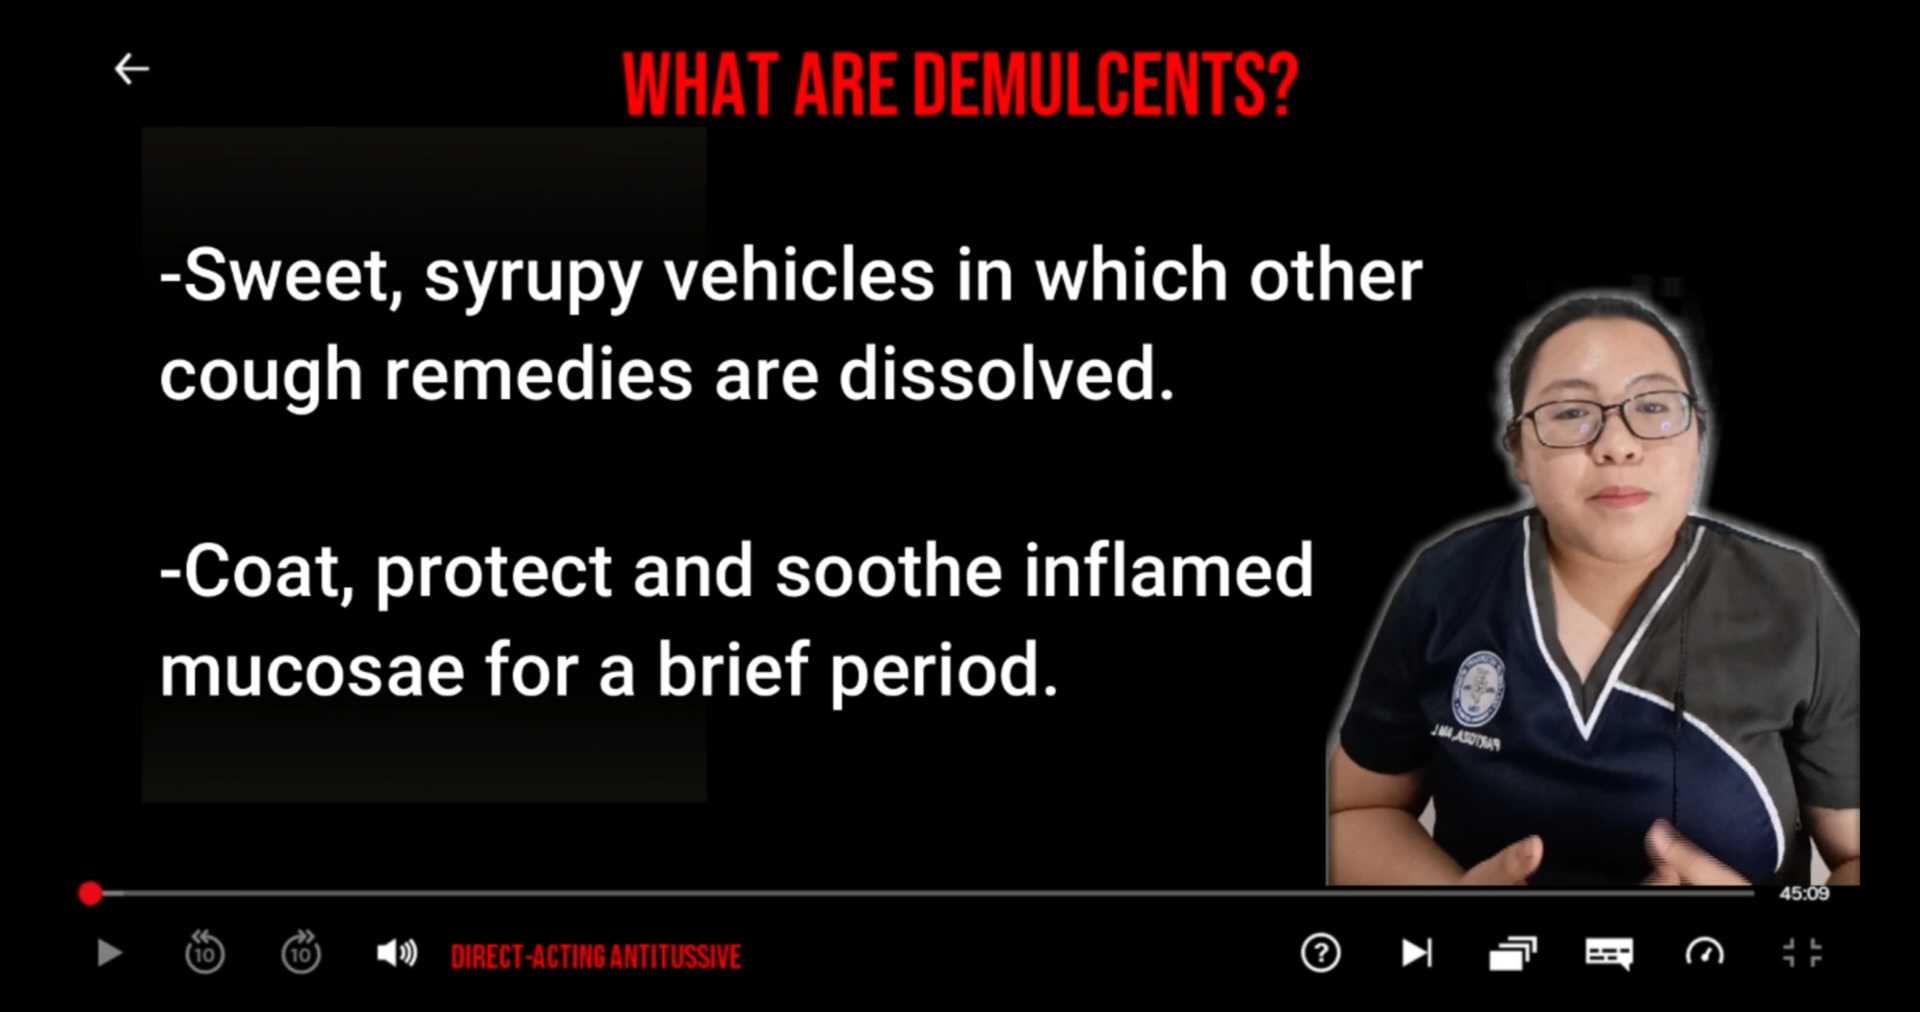 WHAT ARE DEMULCENTS?
-Sweet, syrupy vehicles in which other
cough remedies are dissolved.
-Coat, protect and soothe inflamed
mucosae for a brief period.
45:09
10
10
DIRECT-ACTING ANTITUSSIVE
?